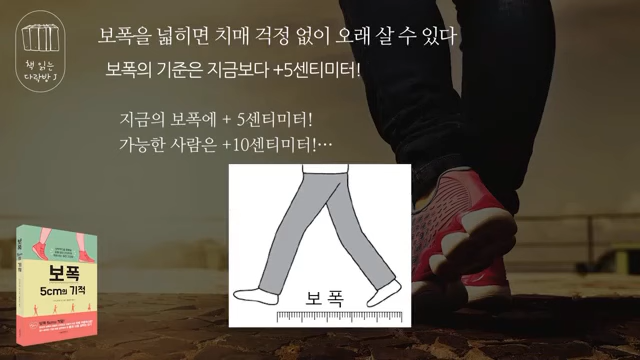 책 읽는
다락방 J
보폭을 넓히면 치매 걱정 없이 오래 살 수 있다
보폭의 기준은 지금보다 +5센티미터!
지금의 보폭에 + 5센티미터!
가능한 사람은 +10센티미터!…
보폭
보폭
5cm의 기적